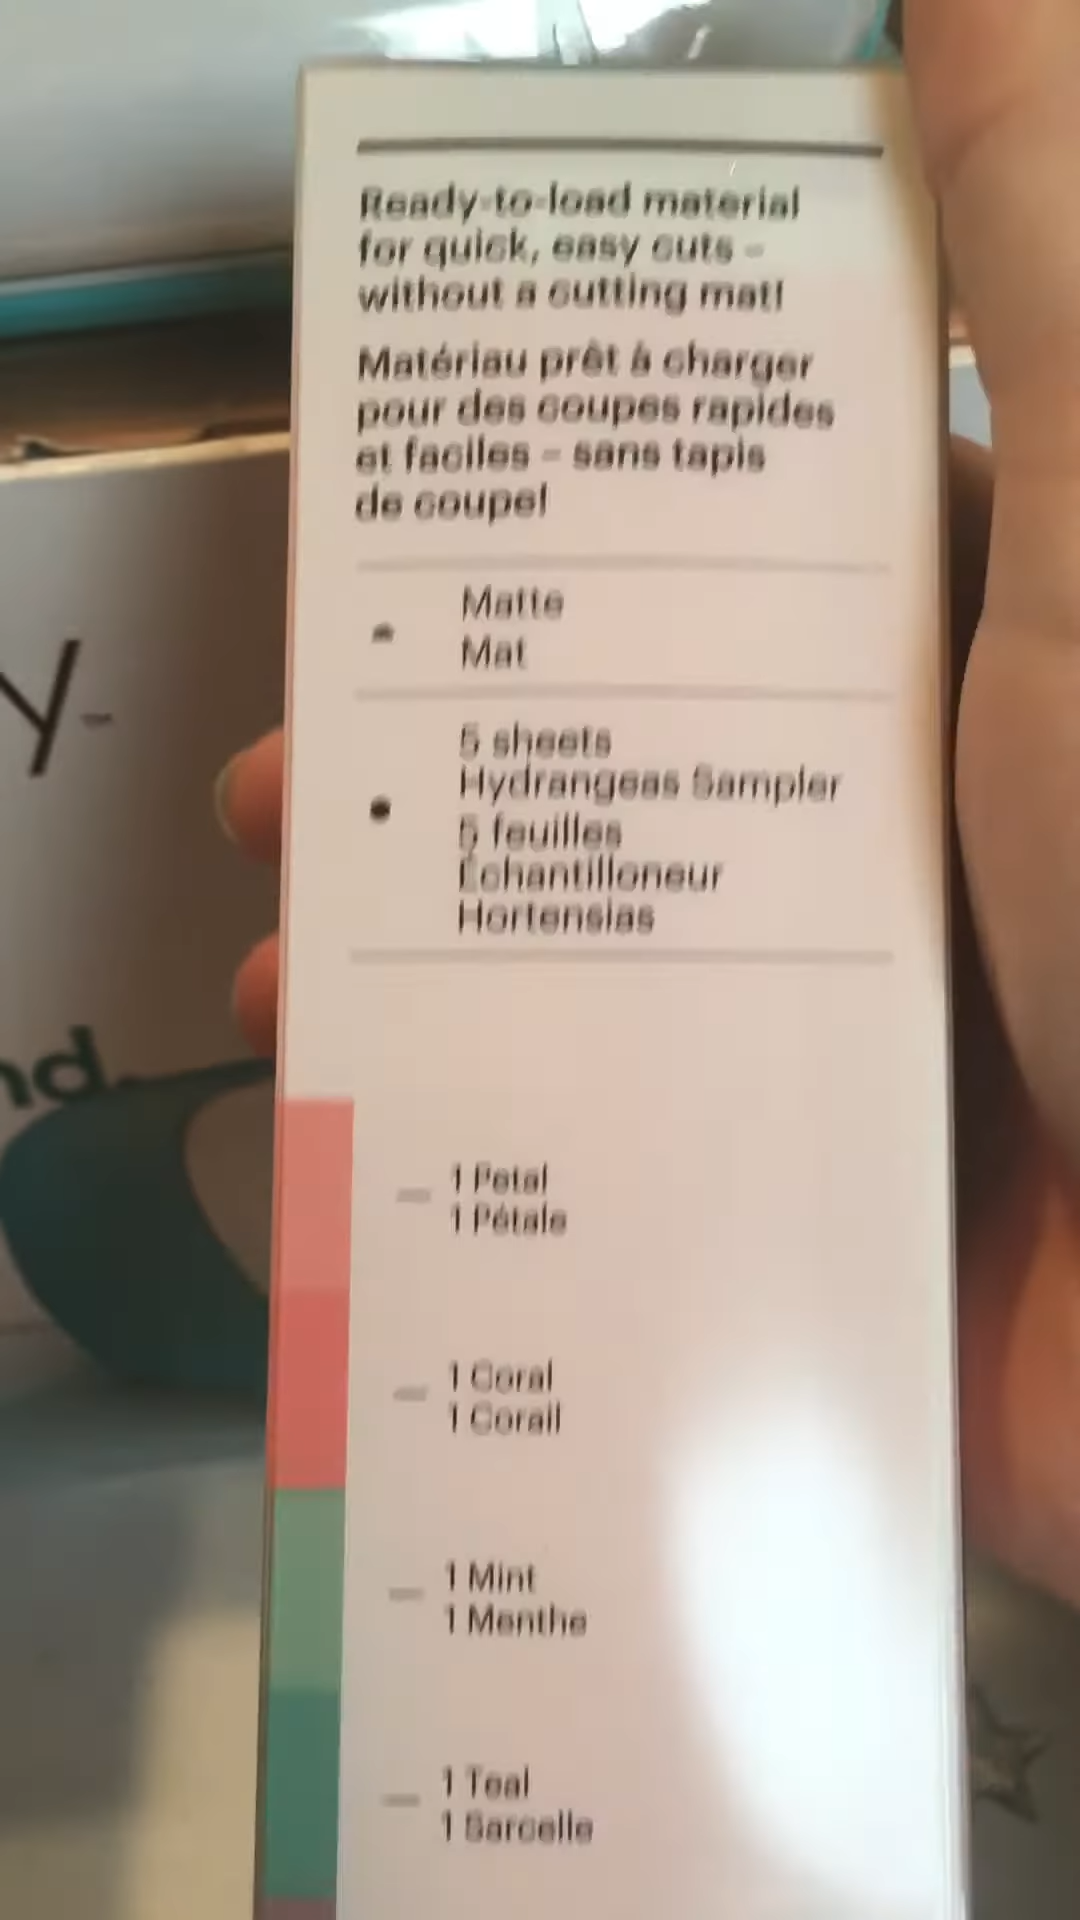 Ready-to-load material
for quick, easy cuts –
without a cutting mat!
Matériau prêt à charger
pour des coupes rapides
et faciles – sans tapis
de coupe!
Matte
Mat
5 sheets
Hydrangeas Sampler
5 feuilles
Échantilloneur
Hortensias
1 Petal
1 Pétale
1 Coral
1 Corail
1 Mint
1 Menthe
1 Teal
1 Sarcelle